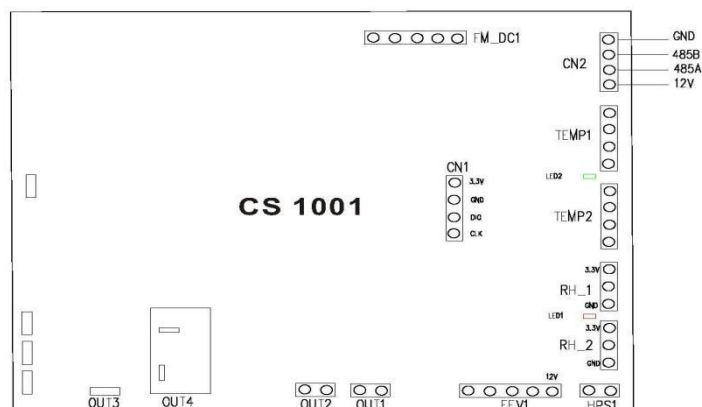 FM_DC1
CN2
GND
485B
485A
12V
TEMP1
LED2
CN1
3.3V
GND
DIO
CLK
CS 1001
TEMP2
3.3V
RH_1
GND
LED1
3.3V
RH_2
GND
12V
OUT3
OUT4
OUT2
OUT1
EEV1
HPS1